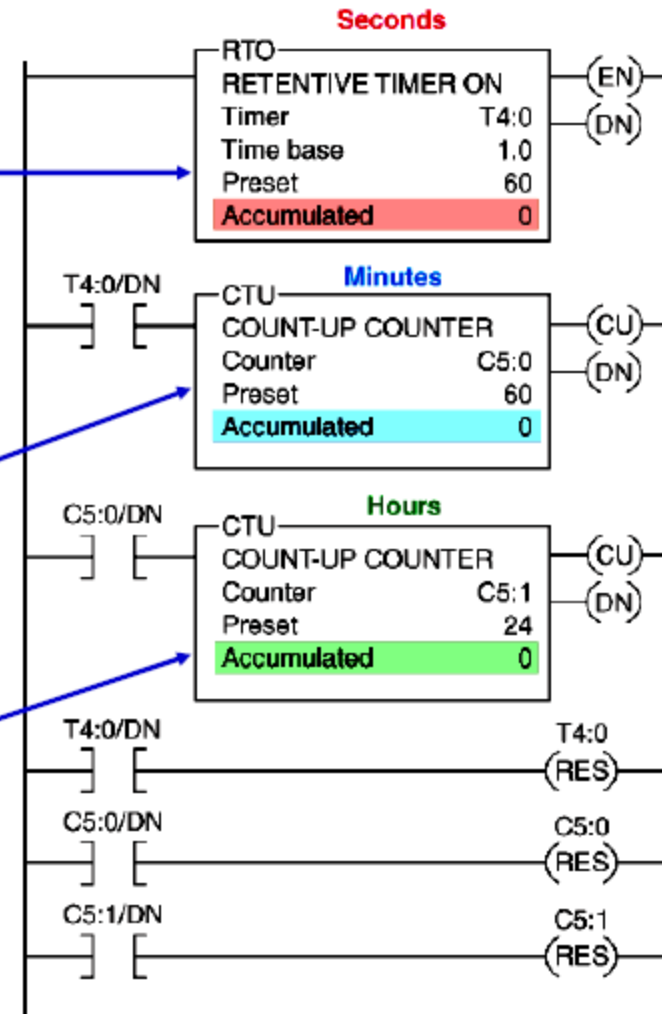 Seconds
RTO
RETENTIVE TIMER ON
(EN)
Timer T4:0
(DN)
Time base 1.0
Preset 60
Accumulated 0
T4:0/DN
Minutes
CTU
COUNT-UP COUNTER
(CU)
Counter C5:0
(DN)
Preset 60
Accumulated 0
C5:0/DN
Hours
CTU
COUNT-UP COUNTER
(CU)
Counter C5:1
(DN)
Preset 24
Accumulated 0
T4:0/DN
T4:0
(RES)
C5:0/DN
C5:0
(RES)
C5:1/DN
C5:1
(RES)